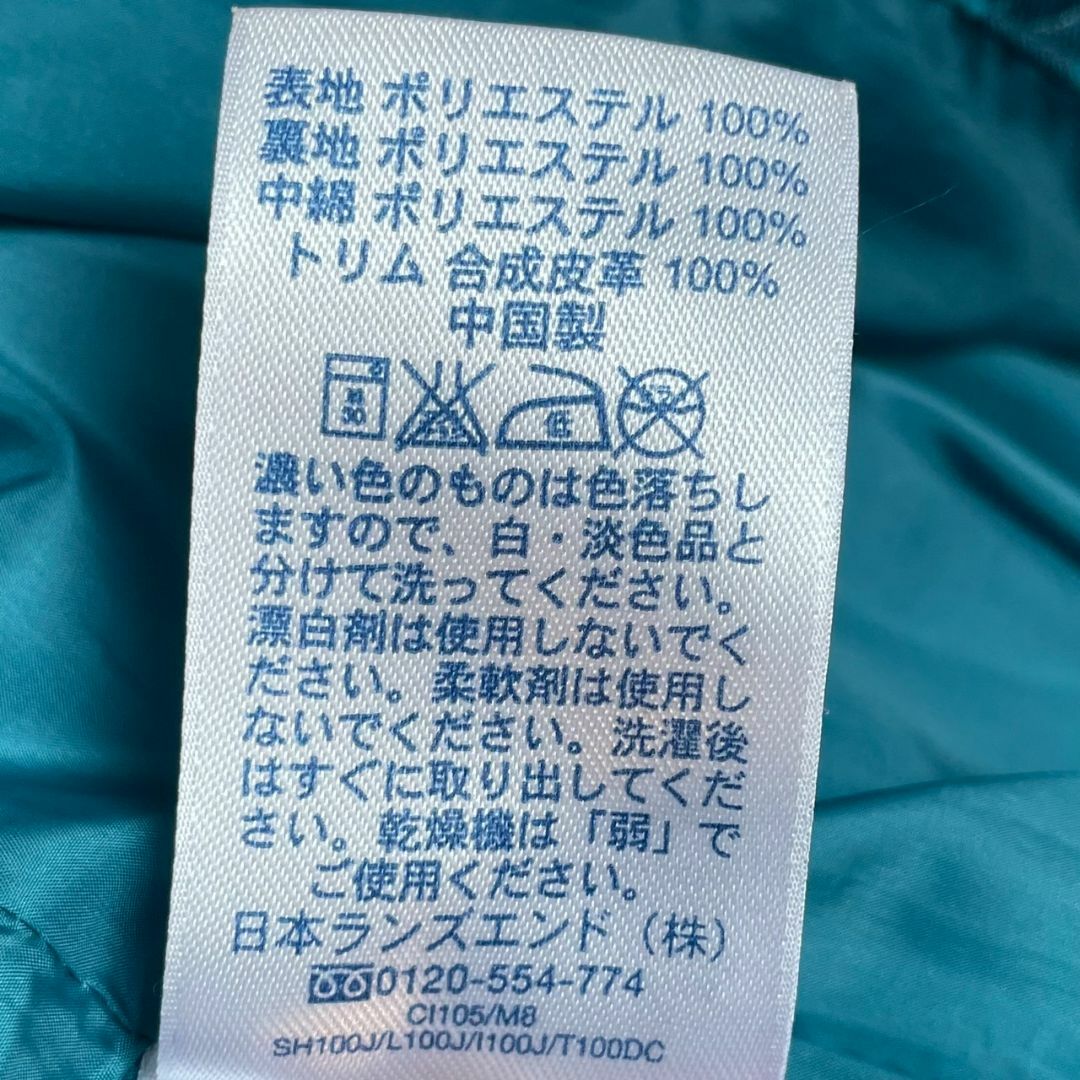 表地 ポリエステル 100%
裏地 ポリエステル 100%
中綿 ポリエステル 100%
トリム 合成皮革 100%
中国製
30 低
濃い色のものは色落ちし
ますので、白・淡色品と
分けて洗ってください。
漂白剤は使用しないでく
ださい。柔軟剤は使用し
ないでください。洗濯後
はすぐに取り出してくだ
さい。乾燥機は「弱」で
ご使用ください。
日本ランズエンド（株）
0120-554-774
CI105/M8
SH100J/L100J/I100J/T100DC